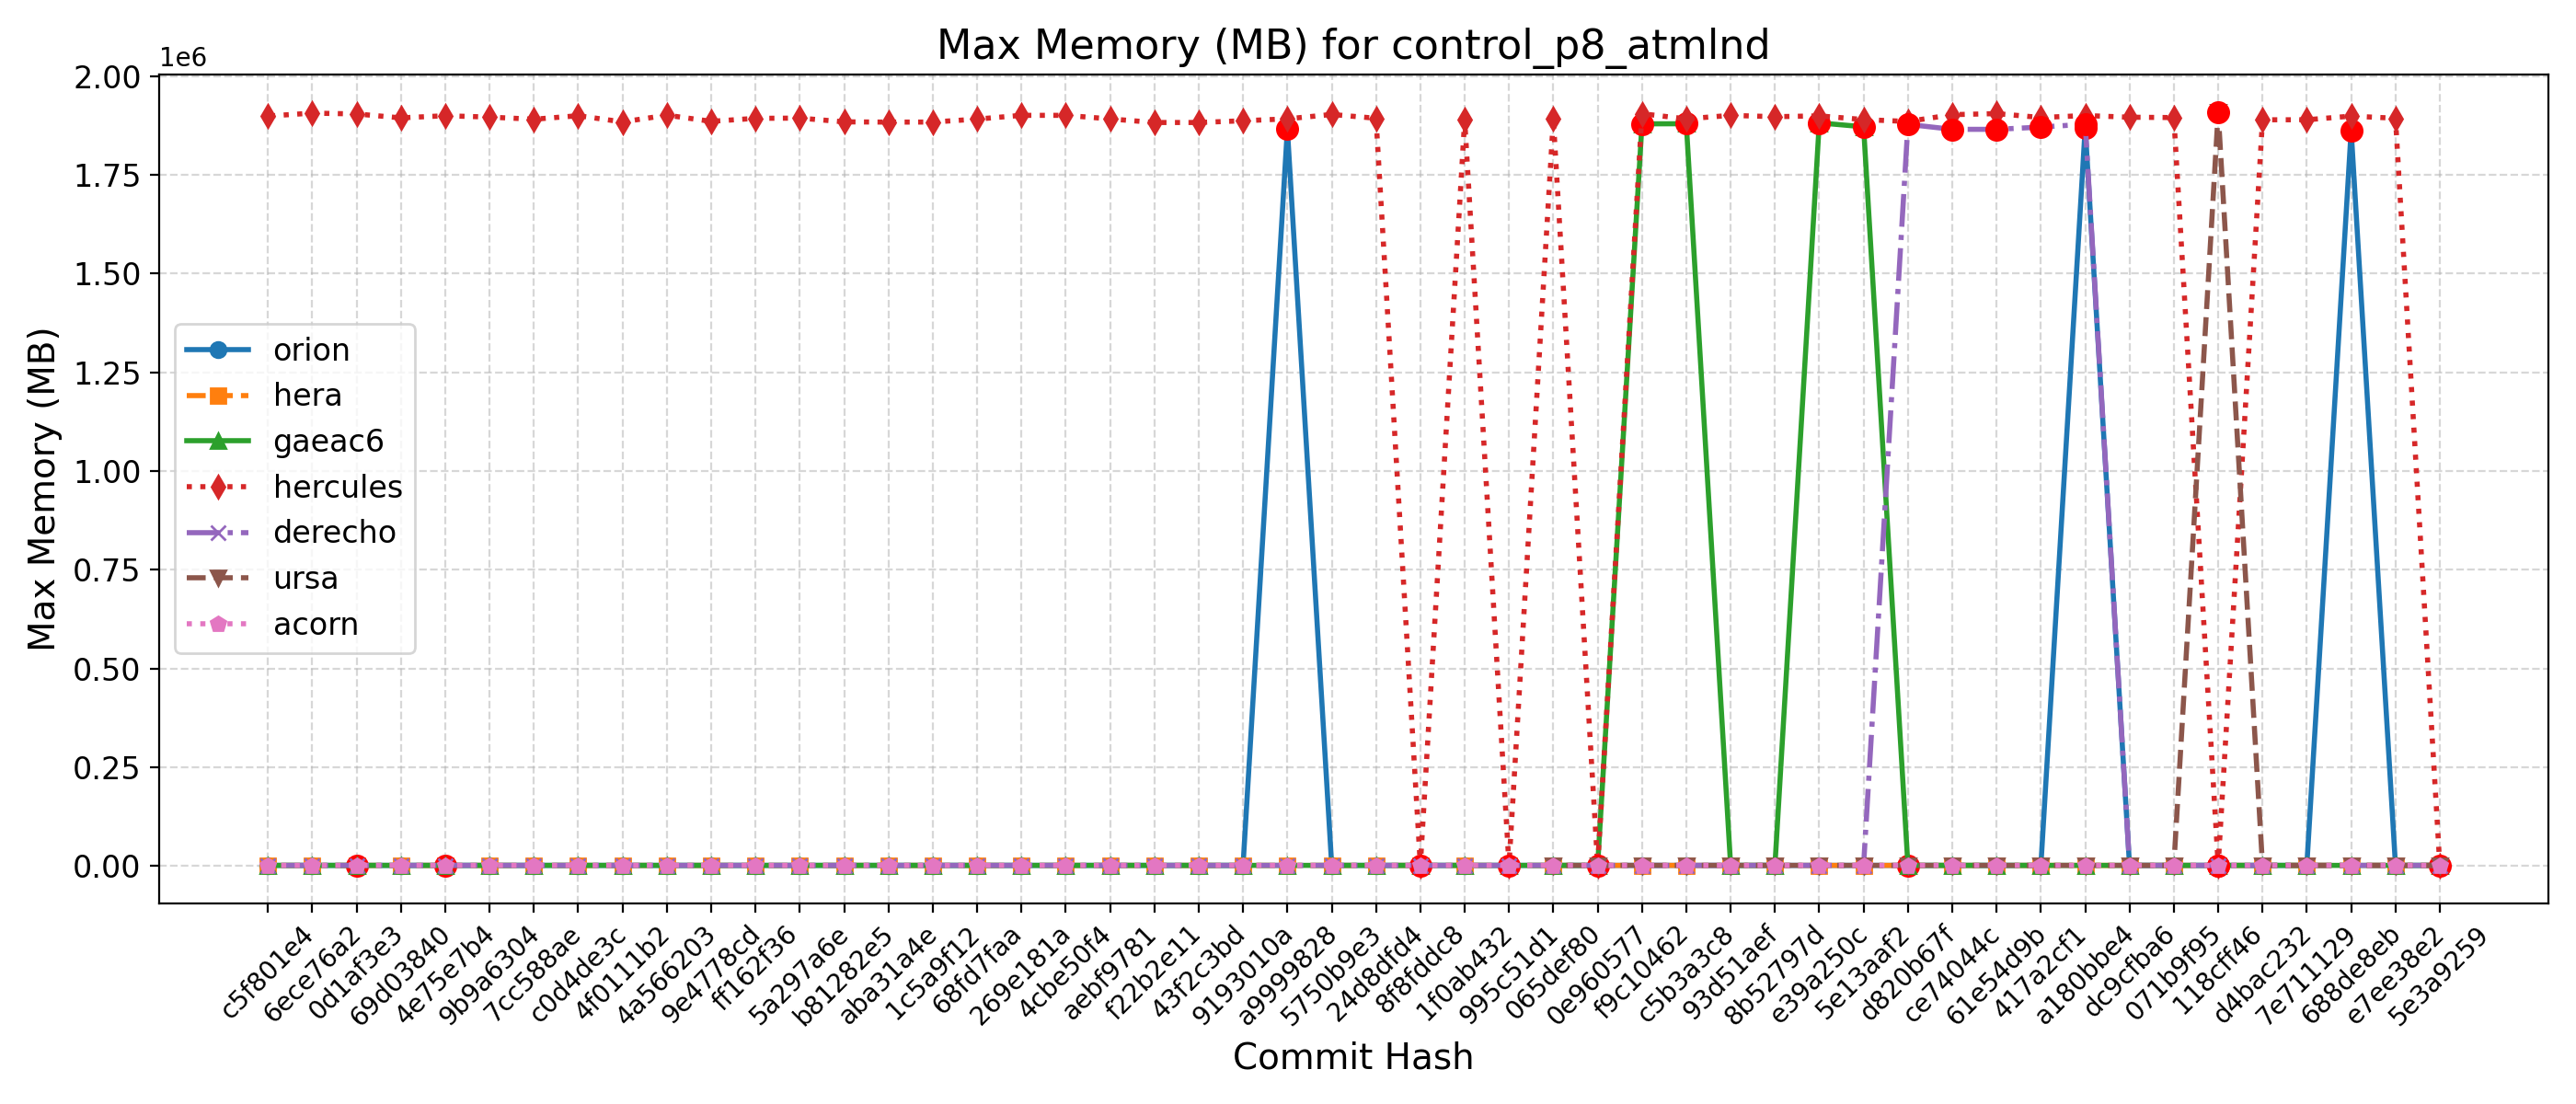 Max Memory (MB) for control_p8_atmlnd
1e6
2.00
1.75
1.50
1.25
1.00
0.75
0.50
0.25
0.00
Max Memory (MB)
orion
hera
gaeac6
hercules
derecho
ursa
acorn
c5f801e4
6ece76a2
0d1af3e3
69d03840
4e75e7b4
9b9a6304
7cc588ae
c0d4de3c
4f0111b2
4a566203
9e4778cd
ff162f36
5a297a6e
b81282e5
aba31a4e
1c5a9f12
68fd7faa
269e181a
4cbe50f4
aebf9781
f22b2e11
43f2c3bd
9193010a
a9999828
5750b9e3
24d8dfd4
8f8fddc8
1f0ab432
995c51d1
065def80
0e960577
f9c10462
c5b3a3c8
93d51aef
8b52797d
e39a250c
5e13aaf2
d820b67f
ce74044c
61e54d9b
417a2cf1
a180bbe4
dc9cfba6
071b9f95
118cff46
d4bac232
7e711129
688de8eb
e7ee38e2
5e3a9259
Commit Hash